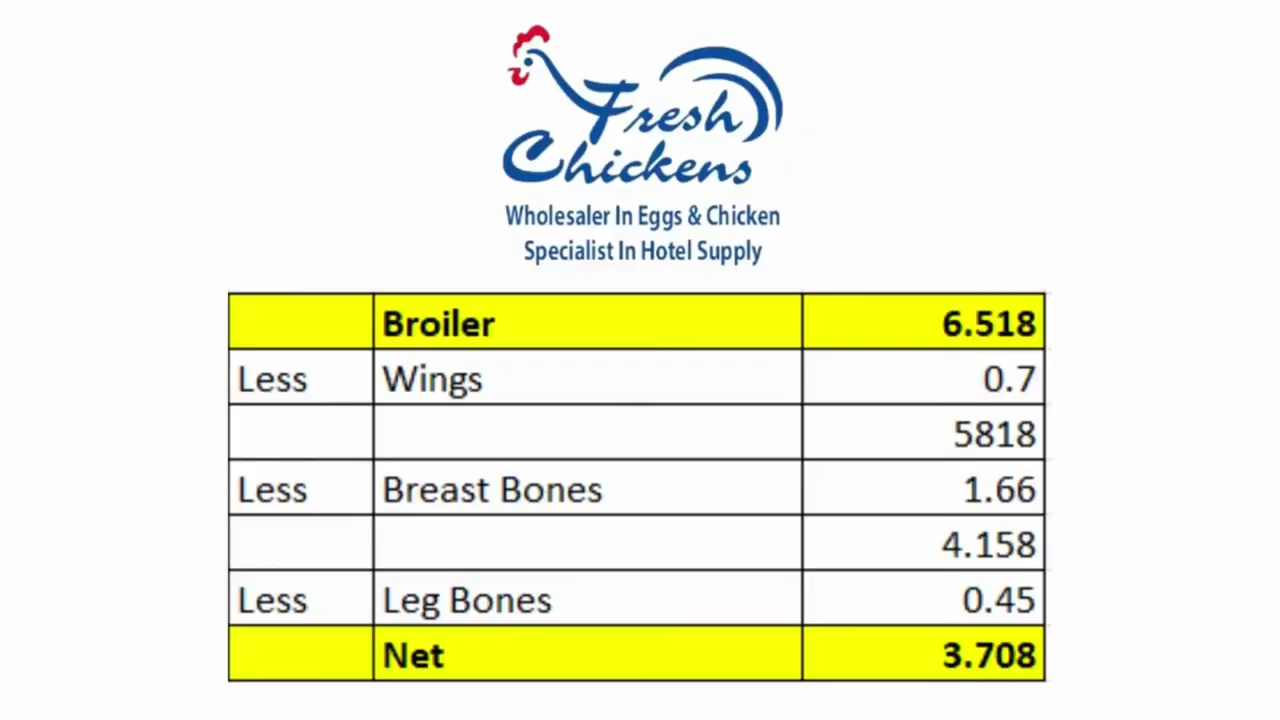 Fresh
Chickens
Wholesaler In Eggs & Chicken
Specialist In Hotel Supply
Broiler 6.518
Less Wings 0.7
5818
Less Breast Bones 1.66
4.158
Less Leg Bones 0.45
Net 3.708